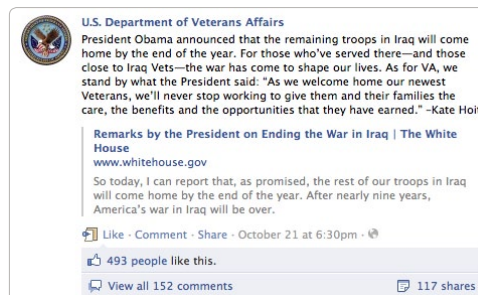 U.S. Department of Veterans Affairs
President Obama announced that the remaining troops in Iraq will come
home by the end of the year. For those who've served there—and those
close to Iraq Vets—the war has come to shape our lives. As for VA, we
stand by what the President said: "As we welcome home our newest
Veterans, we'll never stop working to give them and their families the
care, the benefits and the opportunities that they have earned." –Kate Hoit
Remarks by the President on Ending the War in Iraq | The White
House
www.whitehouse.gov
So today, I can report that, as promised, the rest of our troops in Iraq
will come home by the end of the year. After nearly nine years,
America's war in Iraq will be over.
Like · Comment · Share · October 21 at 6:30pm ·
493 people like this.
View all 152 comments 117 shares